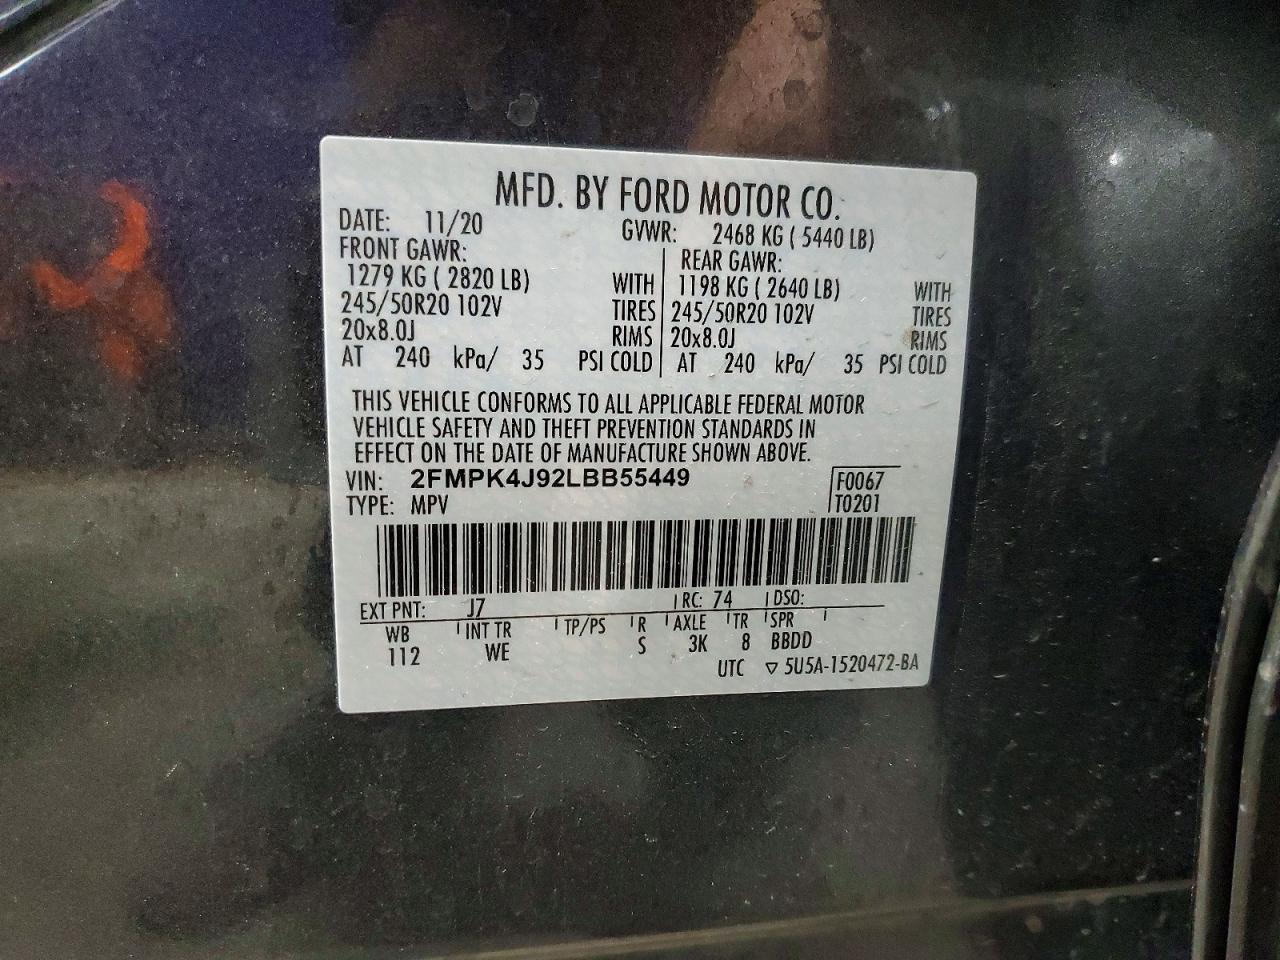 MFD. BY FORD MOTOR CO.
DATE: 11/20 GVWR: 2468 KG ( 5440 LB)
FRONT GAWR: REAR GAWR:
1279 KG ( 2820 LB) WITH 1198 KG ( 2640 LB) WITH
245/50R20 102V TIRES 245/50R20 102V TIRES
20x8.0J RIMS 20x8.0J RIMS
AT 240 kPa/ 35 PSI COLD AT 240 kPa/ 35 PSI COLD
THIS VEHICLE CONFORMS TO ALL APPLICABLE FEDERAL MOTOR
VEHICLE SAFETY AND THEFT PREVENTION STANDARDS IN
EFFECT ON THE DATE OF MANUFACTURE SHOWN ABOVE.
VIN: 2FMPK4J92LBB55449 F0067
TYPE: MPV T0201
EXT PNT: J7 RC: 74 DSO:
WB INT TR TP/PS R AXLE TR SPR
112 WE S 3K 8 BBDD
UTC ▽ 5U5A-1520472-BA